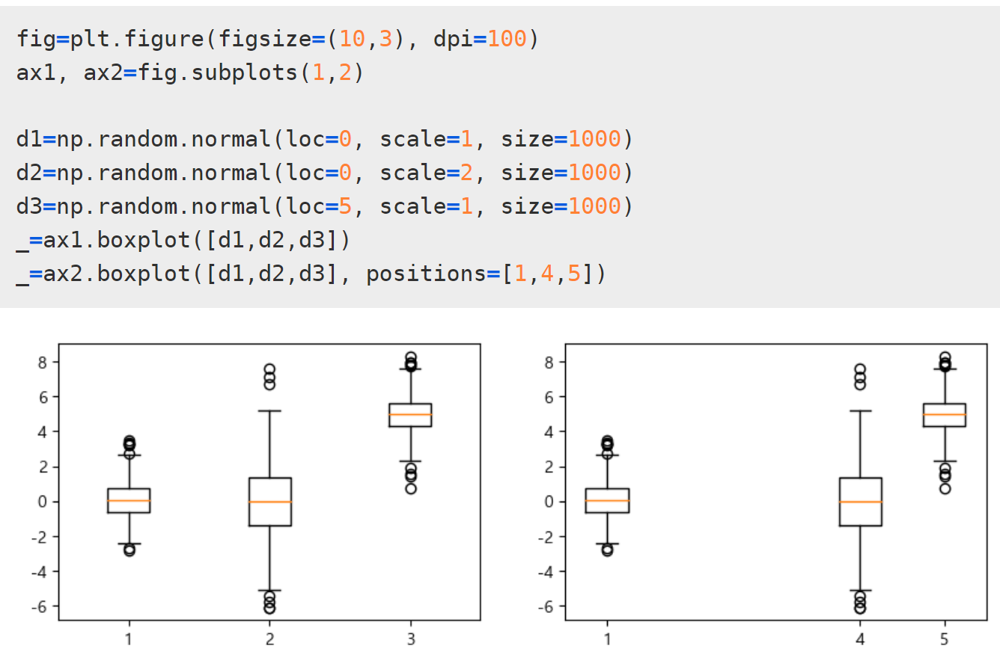 fig=plt.figure(figsize=(10,3), dpi=100)
ax1, ax2=fig.subplots(1,2)
d1=np.random.normal(loc=0, scale=1, size=1000)
d2=np.random.normal(loc=0, scale=2, size=1000)
d3=np.random.normal(loc=5, scale=1, size=1000)
_=ax1.boxplot([d1,d2,d3])
_=ax2.boxplot([d1,d2,d3], positions=[1,4,5])
8
6
4
2
0
-2
-4
-6
1 2 3
8
6
4
2
0
-2
-4
-6
1 4 5